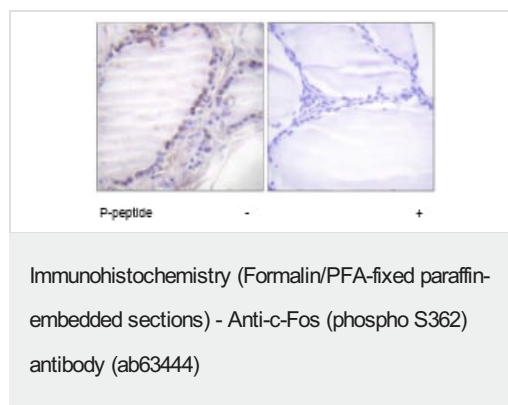 P-peptide - +
Immunohistochemistry (Formalin/PFA-fixed paraffin-
embedded sections) - Anti-c-Fos (phospho S362)
antibody (ab63444)